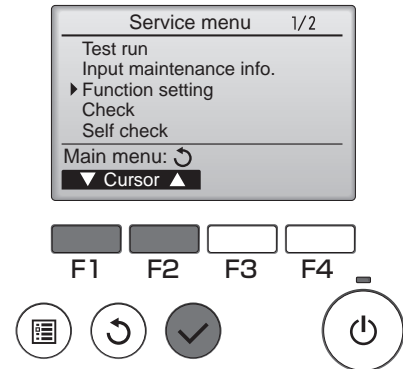 Service menu 1/2
Test run
Input maintenance info.
Function setting
Check
Self check
Main menu:
Cursor
F1 F2 F3 F4